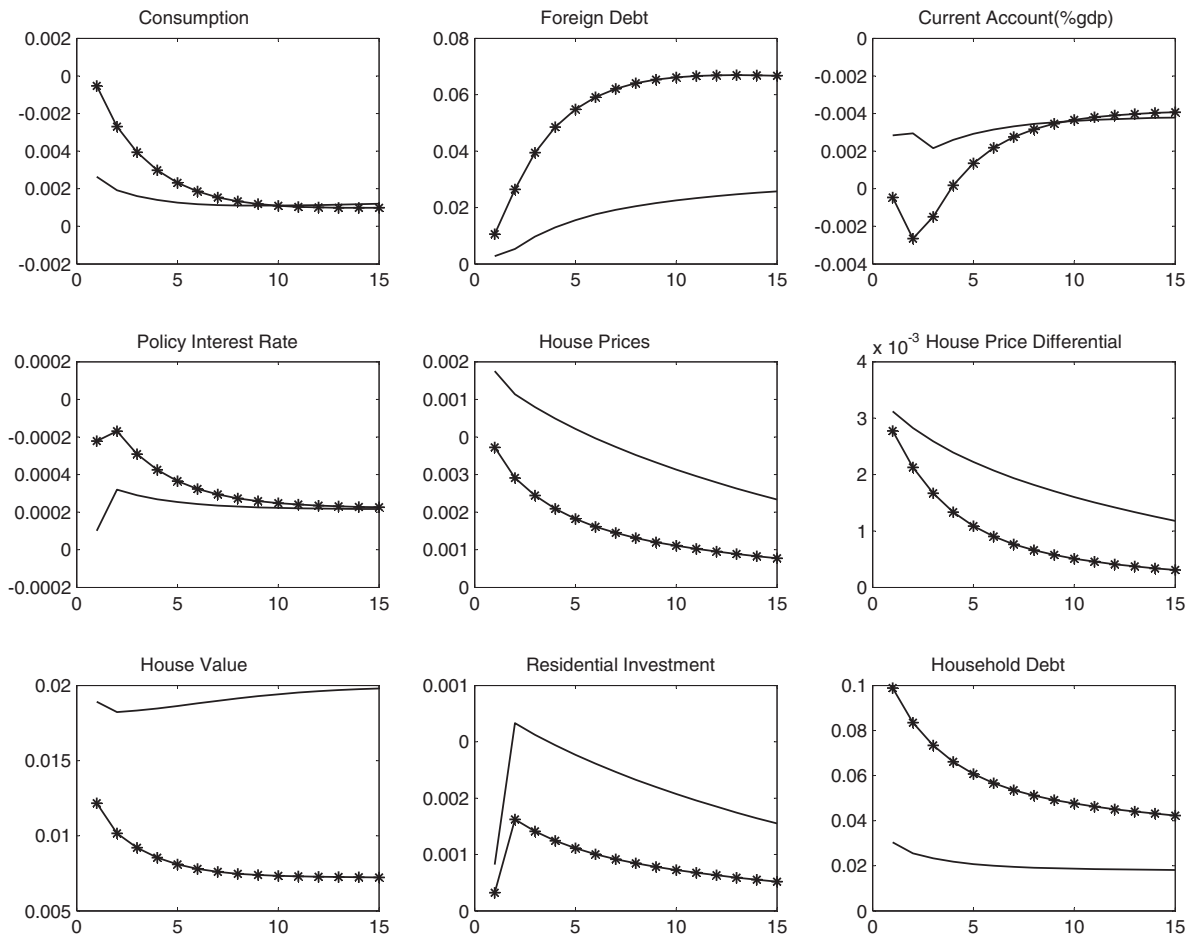 Consumption
0.002
0
-0.002
0.004
0.002
0
-0.002
0 5 10 15
Foreign Debt
0.08
0.06
0.04
0.02
0
0 5 10 15
Current Account(%gdp)
0
-0.002
-0.004
0.002
0
-0.002
-0.004
0 5 10 15
Policy Interest Rate
0.0002
0
-0.0002
0.0004
0.0002
0
-0.0002
0 5 10 15
House Prices
0.002
0.001
0
0.003
0.002
0.001
0
0 5 10 15
x 10-3 House Price Differential
4
3
2
1
0
0 5 10 15
House Value
0.02
0.015
0.01
0.005
0 5 10 15
Residential Investment
0.001
0
0.002
0.001
0
0 5 10 15
Household Debt
0.1
0.08
0.06
0.04
0.02
0
0 5 10 15